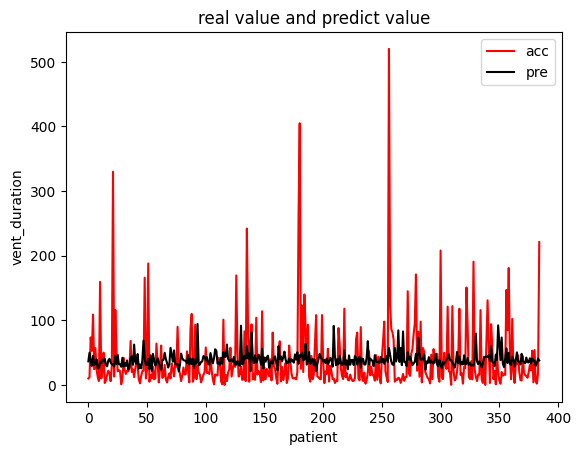 real value and predict value
acc
pre
500
400
300
200
100
0
vent_duration
0 50 100 150 200 250 300 350 400
patient